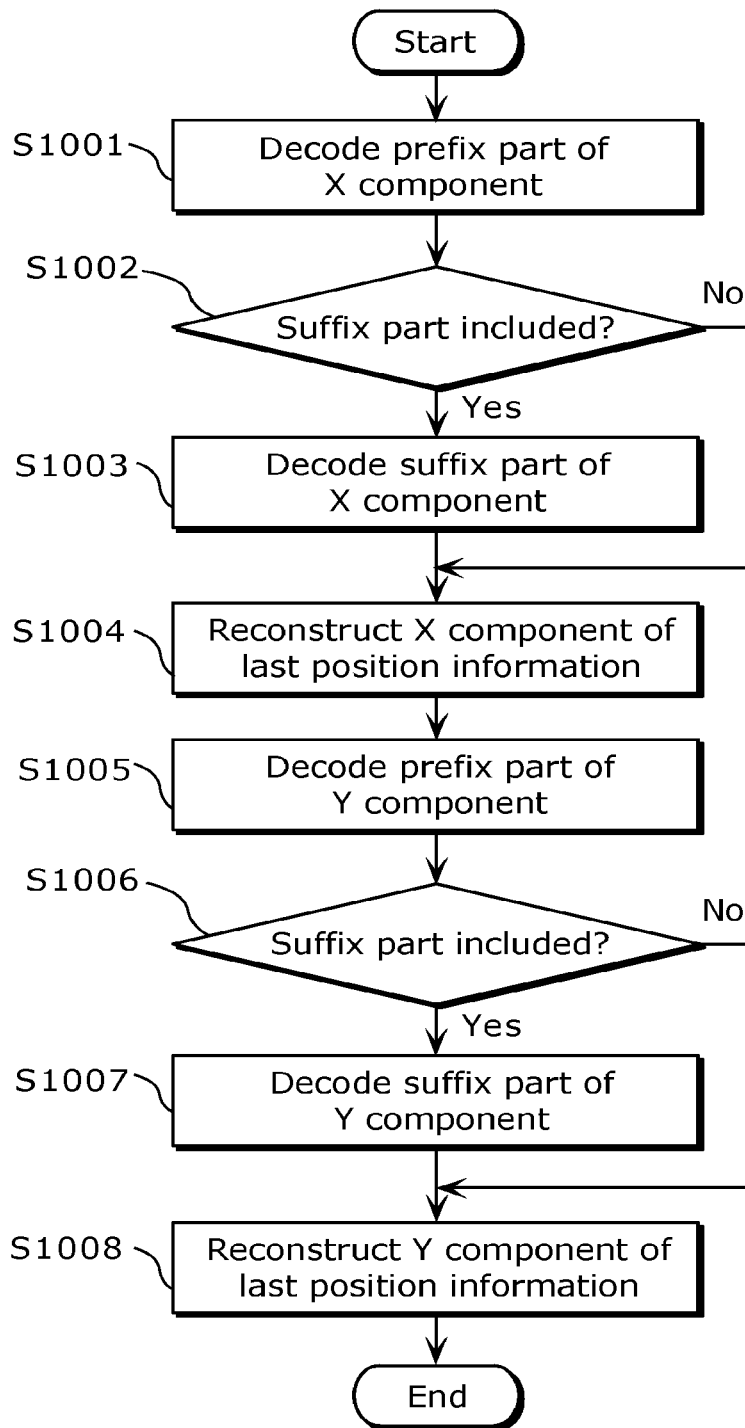 Start
S1001
Decode prefix part of
X component
S1002
Suffix part included?
No
Yes
S1003
Decode suffix part of
X component
S1004
Reconstruct X component of
last position information
S1005
Decode prefix part of
Y component
S1006
Suffix part included?
No
Yes
S1007
Decode suffix part of
Y component
S1008
Reconstruct Y component of
last position information
End